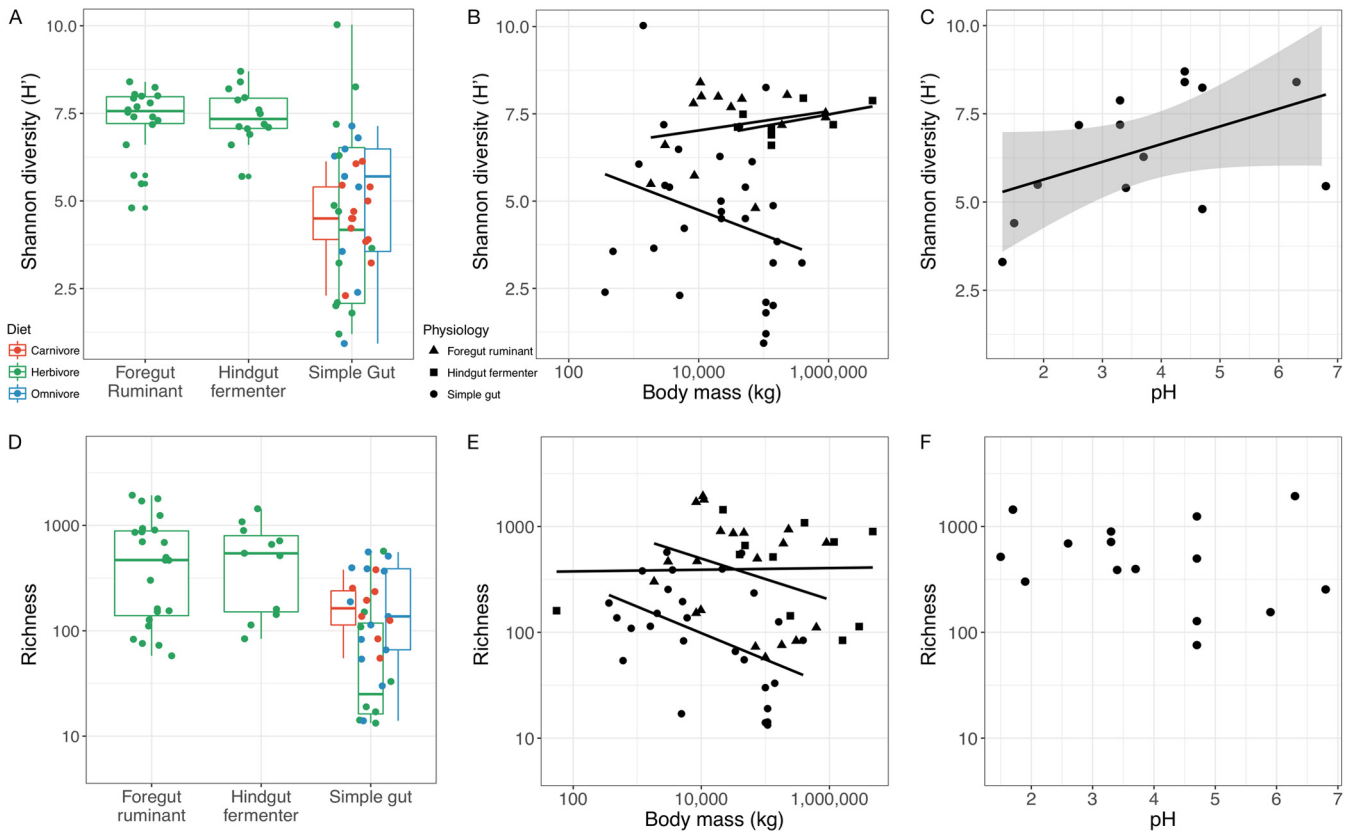 A
B
C
Shannon diversity (H')
10.0
7.5
5.0
2.5
Foregut
Ruminant
Hindgut
fermenter
Simple Gut
Diet
Carnivore
Herbivore
Omnivore
Shannon diversity (H')
10.0
7.5
5.0
2.5
100
10,000
1,000,000
Body mass (kg)
Physiology
Foregut ruminant
Hindgut fermenter
Simple gut
Shannon diversity (H')
10.0
7.5
5.0
2.5
2
3
4
5
6
7
pH
D
E
F
Richness
1000
100
10
Foregut
ruminant
Hindgut
fermenter
Simple gut
Richness
1000
100
10
100
10,000
1,000,000
Body mass (kg)
Richness
1000
100
10
2
3
4
5
6
7
pH